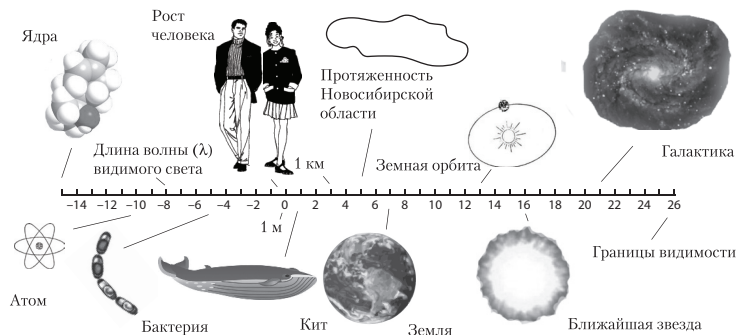 Рост
человека
Ядра
Протяженность
Новосибирской
области
Длина волны (λ)
видимого света
1 км
Земная орбита
Галактика
–14 –12 –10 –8 –6 –4 –2 0 2 4 6 8 10 12 14 16 18 20 22 24 26
1 м
Границы видимости
Атом
Бактерия
Кит
Земля
Ближайшая звезда